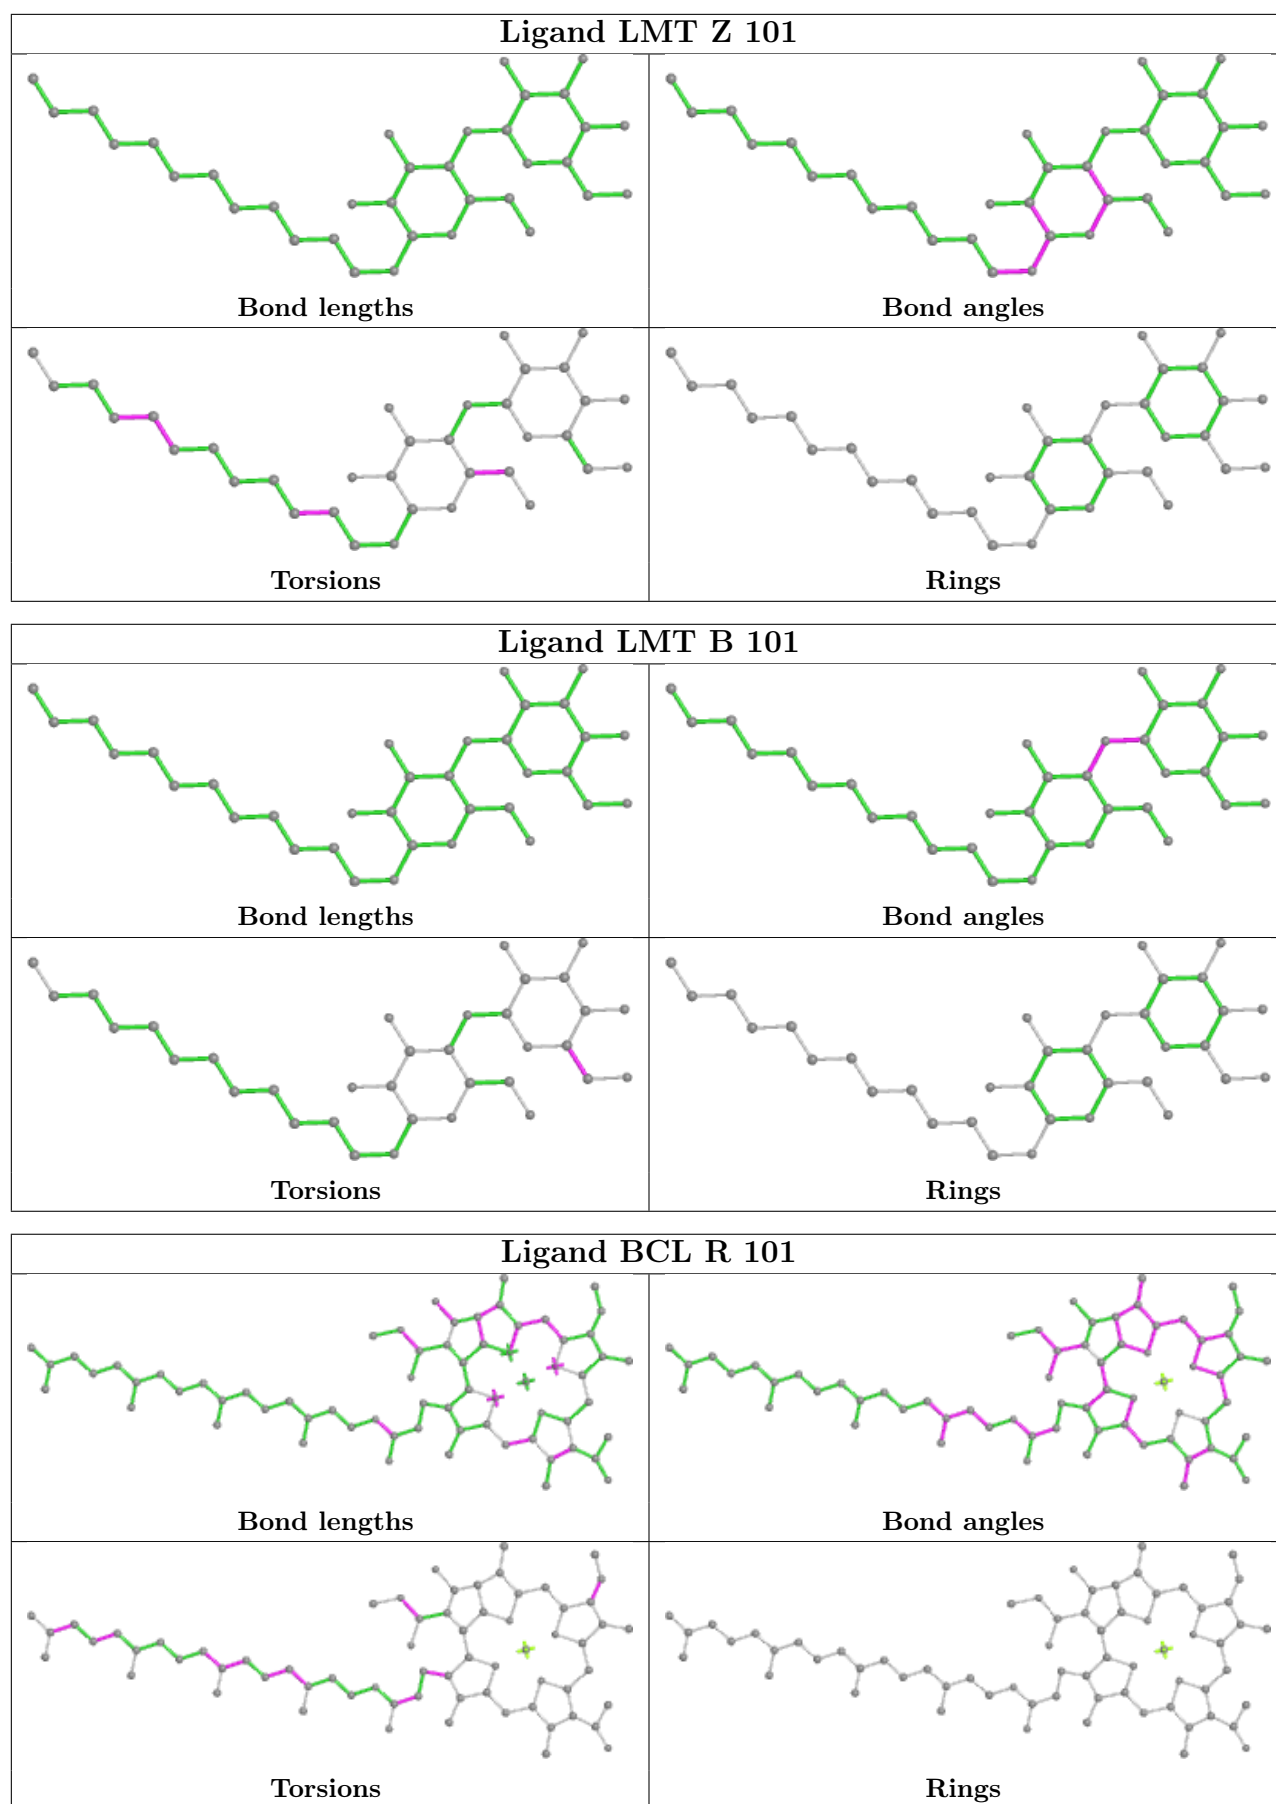 Ligand LMT Z 101
Bond lengths
Bond angles
Torsions
Rings
Ligand LMT B 101
Bond lengths
Bond angles
Torsions
Rings
Ligand BCL R 101
Bond lengths
Bond angles
Torsions
Rings